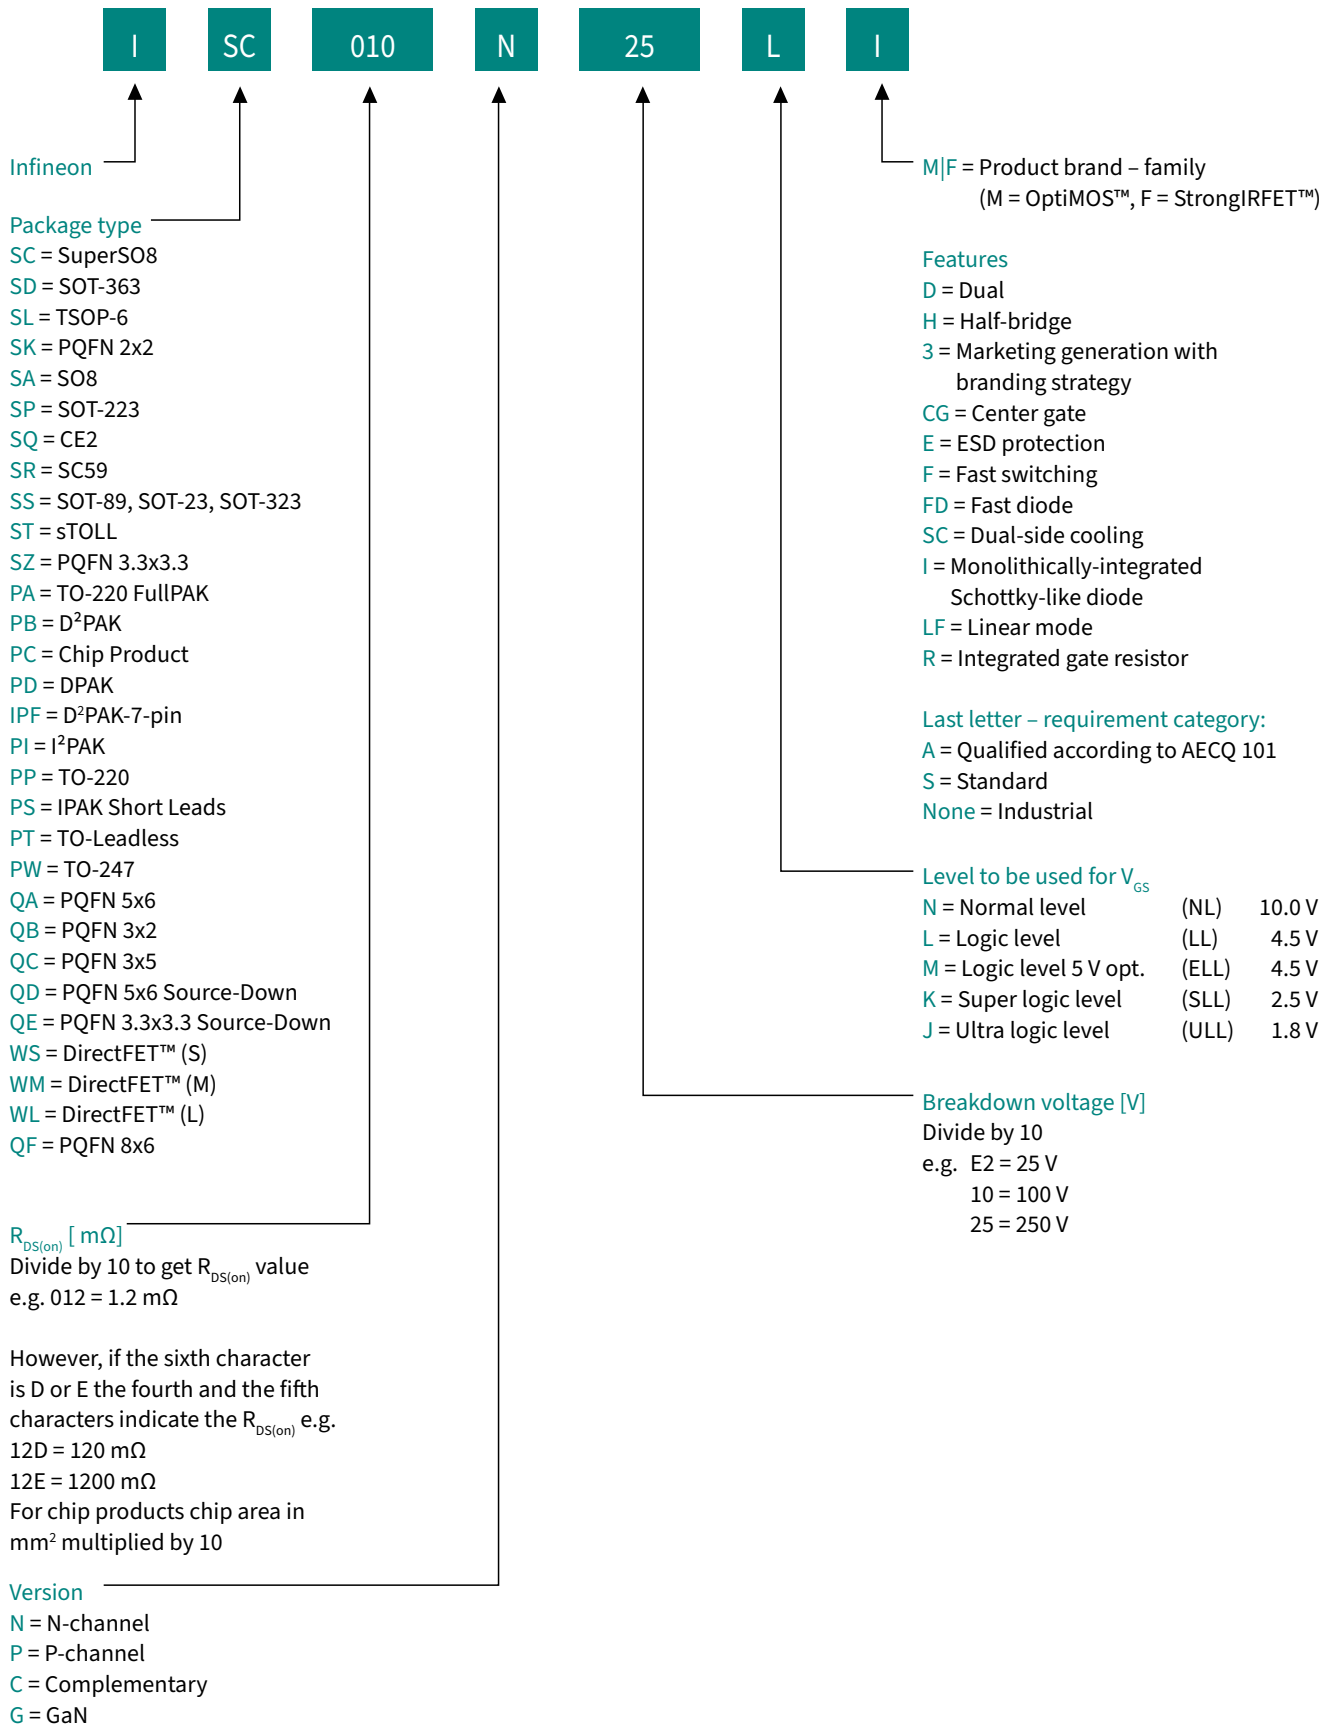 I SC 010 N 25 L I
Infineon
Package type
SC = SuperSO8
SD = SOT-363
SL = TSOP-6
SK = PQFN 2x2
SA = SO8
SP = SOT-223
SQ = CE2
SR = SC59
SS = SOT-89, SOT-23, SOT-323
ST = sTOLL
SZ = PQFN 3.3x3.3
PA = TO-220 FullPAK
PB = D²PAK
PC = Chip Product
PD = DPAK
IPF = D²PAK-7-pin
PI = I²PAK
PP = TO-220
PS = IPAK Short Leads
PT = TO-Leadless
PW = TO-247
QA = PQFN 5x6
QB = PQFN 3x2
QC = PQFN 3x5
QD = PQFN 5x6 Source-Down
QE = PQFN 3.3x3.3 Source-Down
WS = DirectFET™ (S)
WM = DirectFET™ (M)
WL = DirectFET™ (L)
QF = PQFN 8x6
RDS(on) [ mΩ]
Divide by 10 to get RDS(on) value
e.g. 012 = 1.2 mΩ
However, if the sixth character
is D or E the fourth and the fifth
characters indicate the RDS(on) e.g.
12D = 120 mΩ
12E = 1200 mΩ
For chip products chip area in
mm² multiplied by 10
Version
N = N-channel
P = P-channel
C = Complementary
G = GaN
M|F = Product brand – family
(M = OptiMOS™, F = StrongIRFET™)
Features
D = Dual
H = Half-bridge
3 = Marketing generation with
branding strategy
CG = Center gate
E = ESD protection
F = Fast switching
FD = Fast diode
SC = Dual-side cooling
I = Monolithically-integrated
Schottky-like diode
LF = Linear mode
R = Integrated gate resistor
Last letter – requirement category:
A = Qualified according to AECQ 101
S = Standard
None = Industrial
Level to be used for VGS
N = Normal level (NL) 10.0 V
L = Logic level (LL) 4.5 V
M = Logic level 5 V opt. (ELL) 4.5 V
K = Super logic level (SLL) 2.5 V
J = Ultra logic level (ULL) 1.8 V
Breakdown voltage [V]
Divide by 10
e.g. E2 = 25 V
10 = 100 V
25 = 250 V